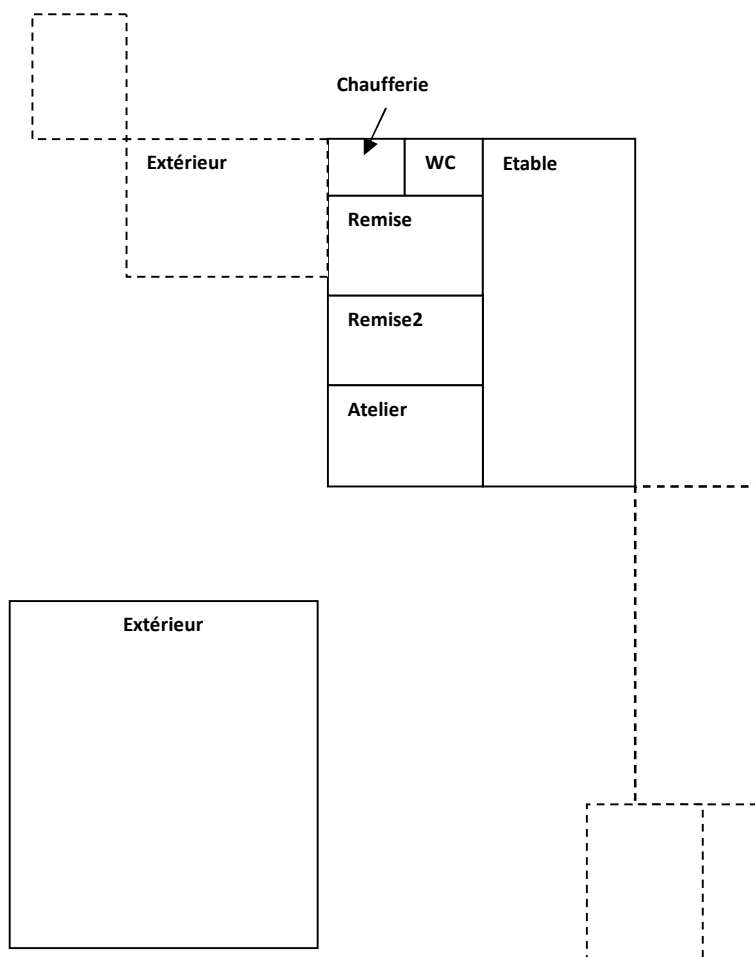 Chaufferie
Extérieur
WC
Etable
Remise
Remise2
Atelier
Extérieur